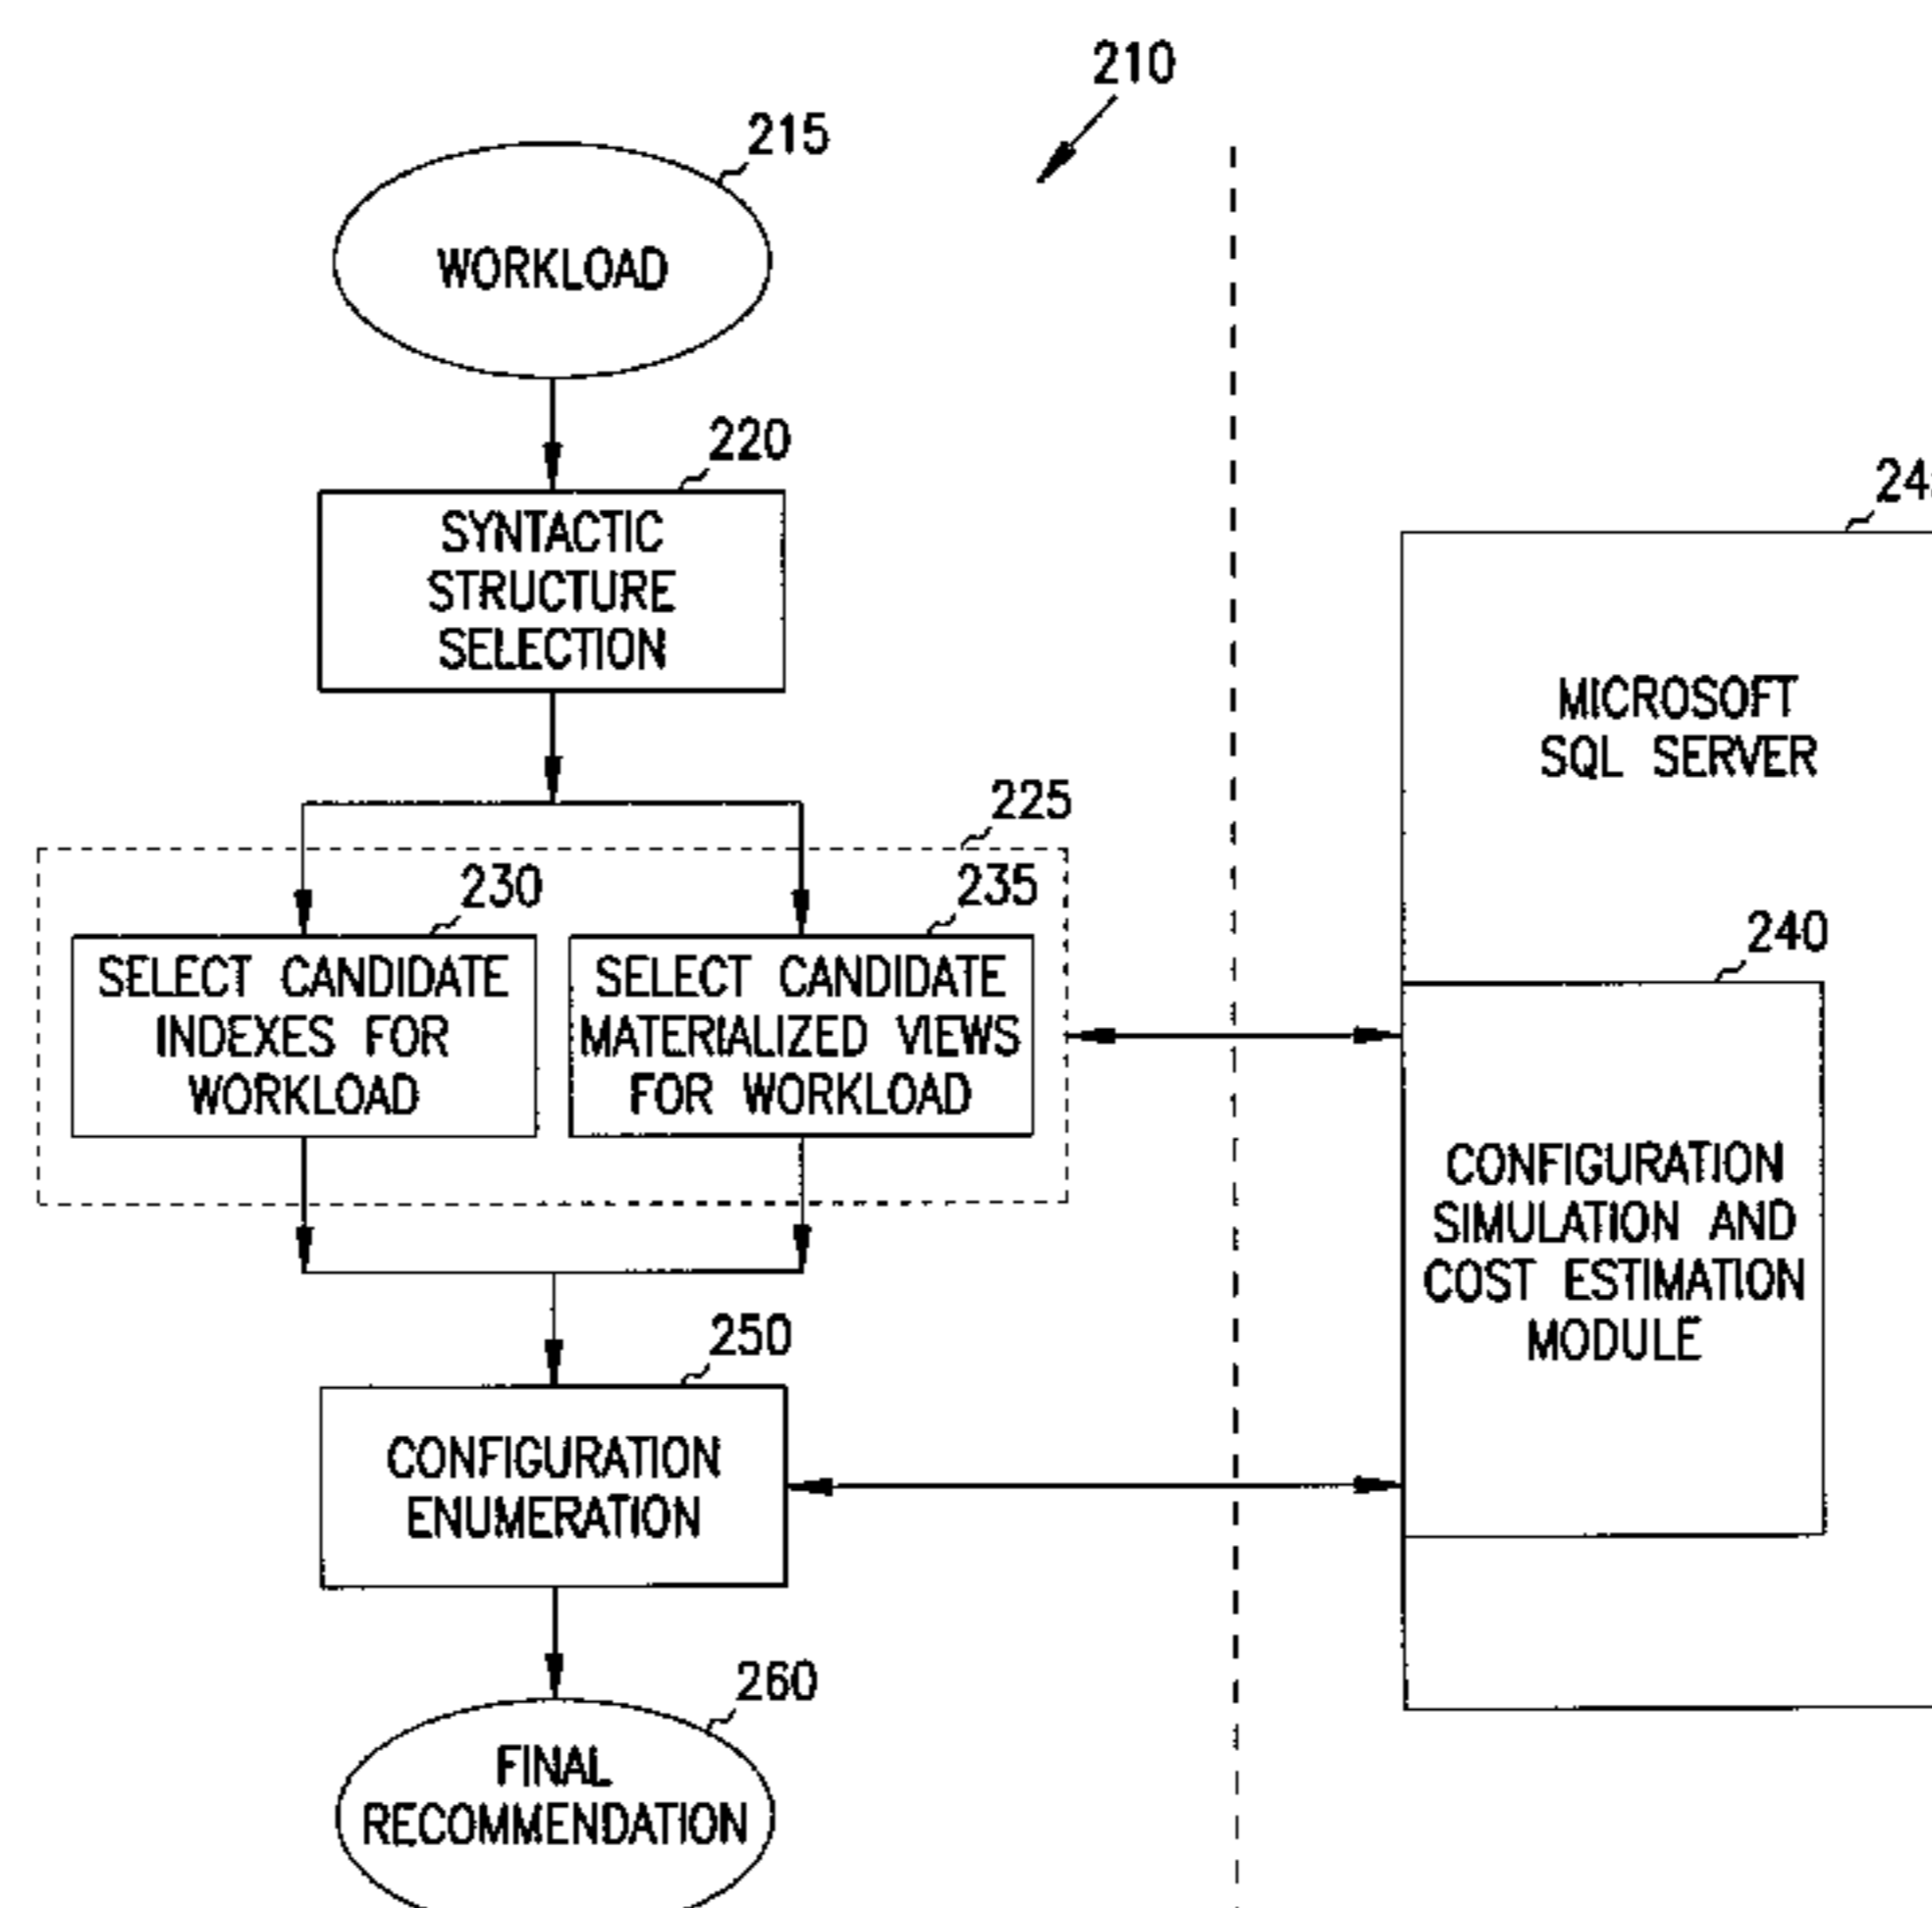 210
215
WORKLOAD
220
SYNTACTIC
STRUCTURE
SELECTION
225
230
SELECT CANDIDATE
INDEXES FOR
WORKLOAD
235
SELECT CANDIDATE
MATERIALIZED VIEWS
FOR WORKLOAD
250
CONFIGURATION
ENUMERATION
260
FINAL
RECOMMENDATION
MICROSOFT
SQL SERVER
240
CONFIGURATION
SIMULATION AND
COST ESTIMATION
MODULE